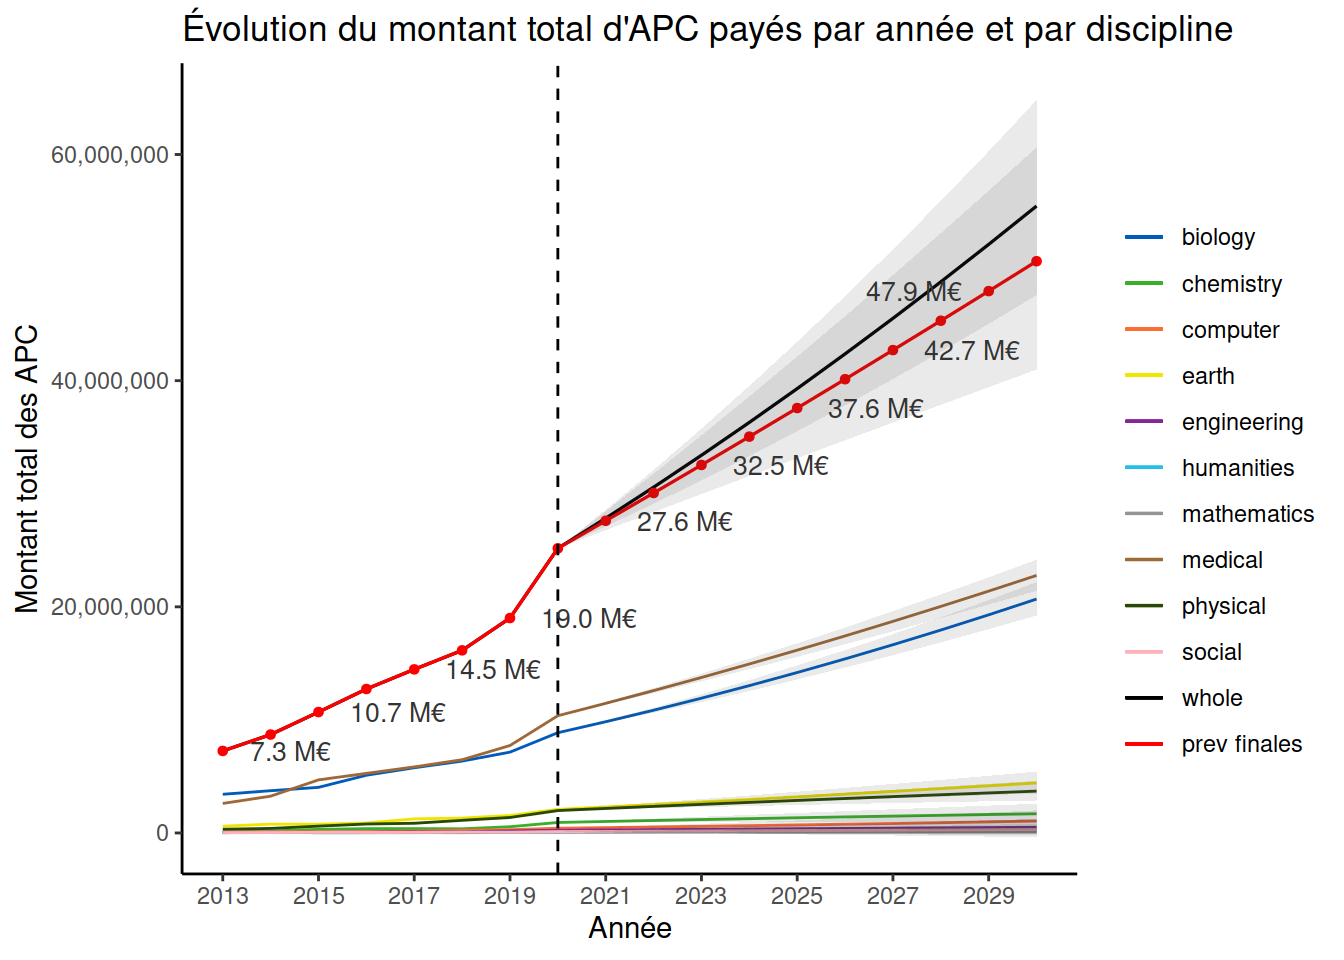 Évolution du montant total d'APC payés par année et par discipline
Montant total des APC
60,000,000
40,000,000
20,000,000
0
47.9 M€
42.7 M€
37.6 M€
32.5 M€
27.6 M€
19.0 M€
14.5 M€
10.7 M€
7.3 M€
2013 2015 2017 2019 2021 2023 2025 2027 2029
Année
biology
chemistry
computer
earth
engineering
humanities
mathematics
medical
physical
social
whole
prev finales